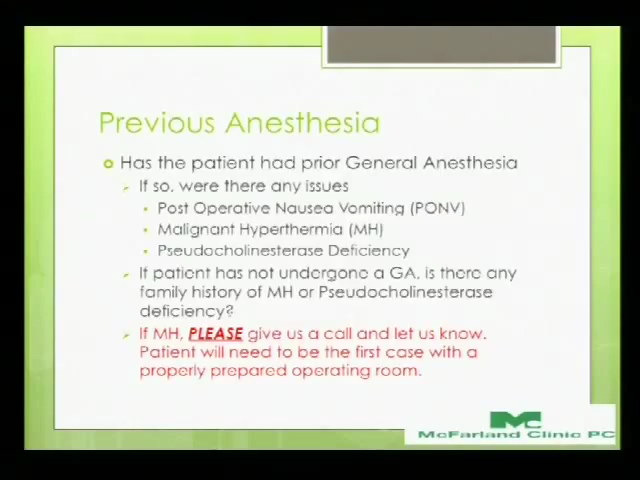 Previous Anesthesia
Has the patient had prior General Anesthesia
If so, were there any issues
Post Operative Nausea Vomiting (PONV)
Malignant Hyperthermia (MH)
Pseudocholinesterase Deficiency
If patient has not undergone a GA, is there any
family history of MH or Pseudocholinesterase
deficiency?
If MH, PLEASE give us a call and let us know.
Patient will need to be the first case with a
properly prepared operating room.
MC
McFarland Clinic PC